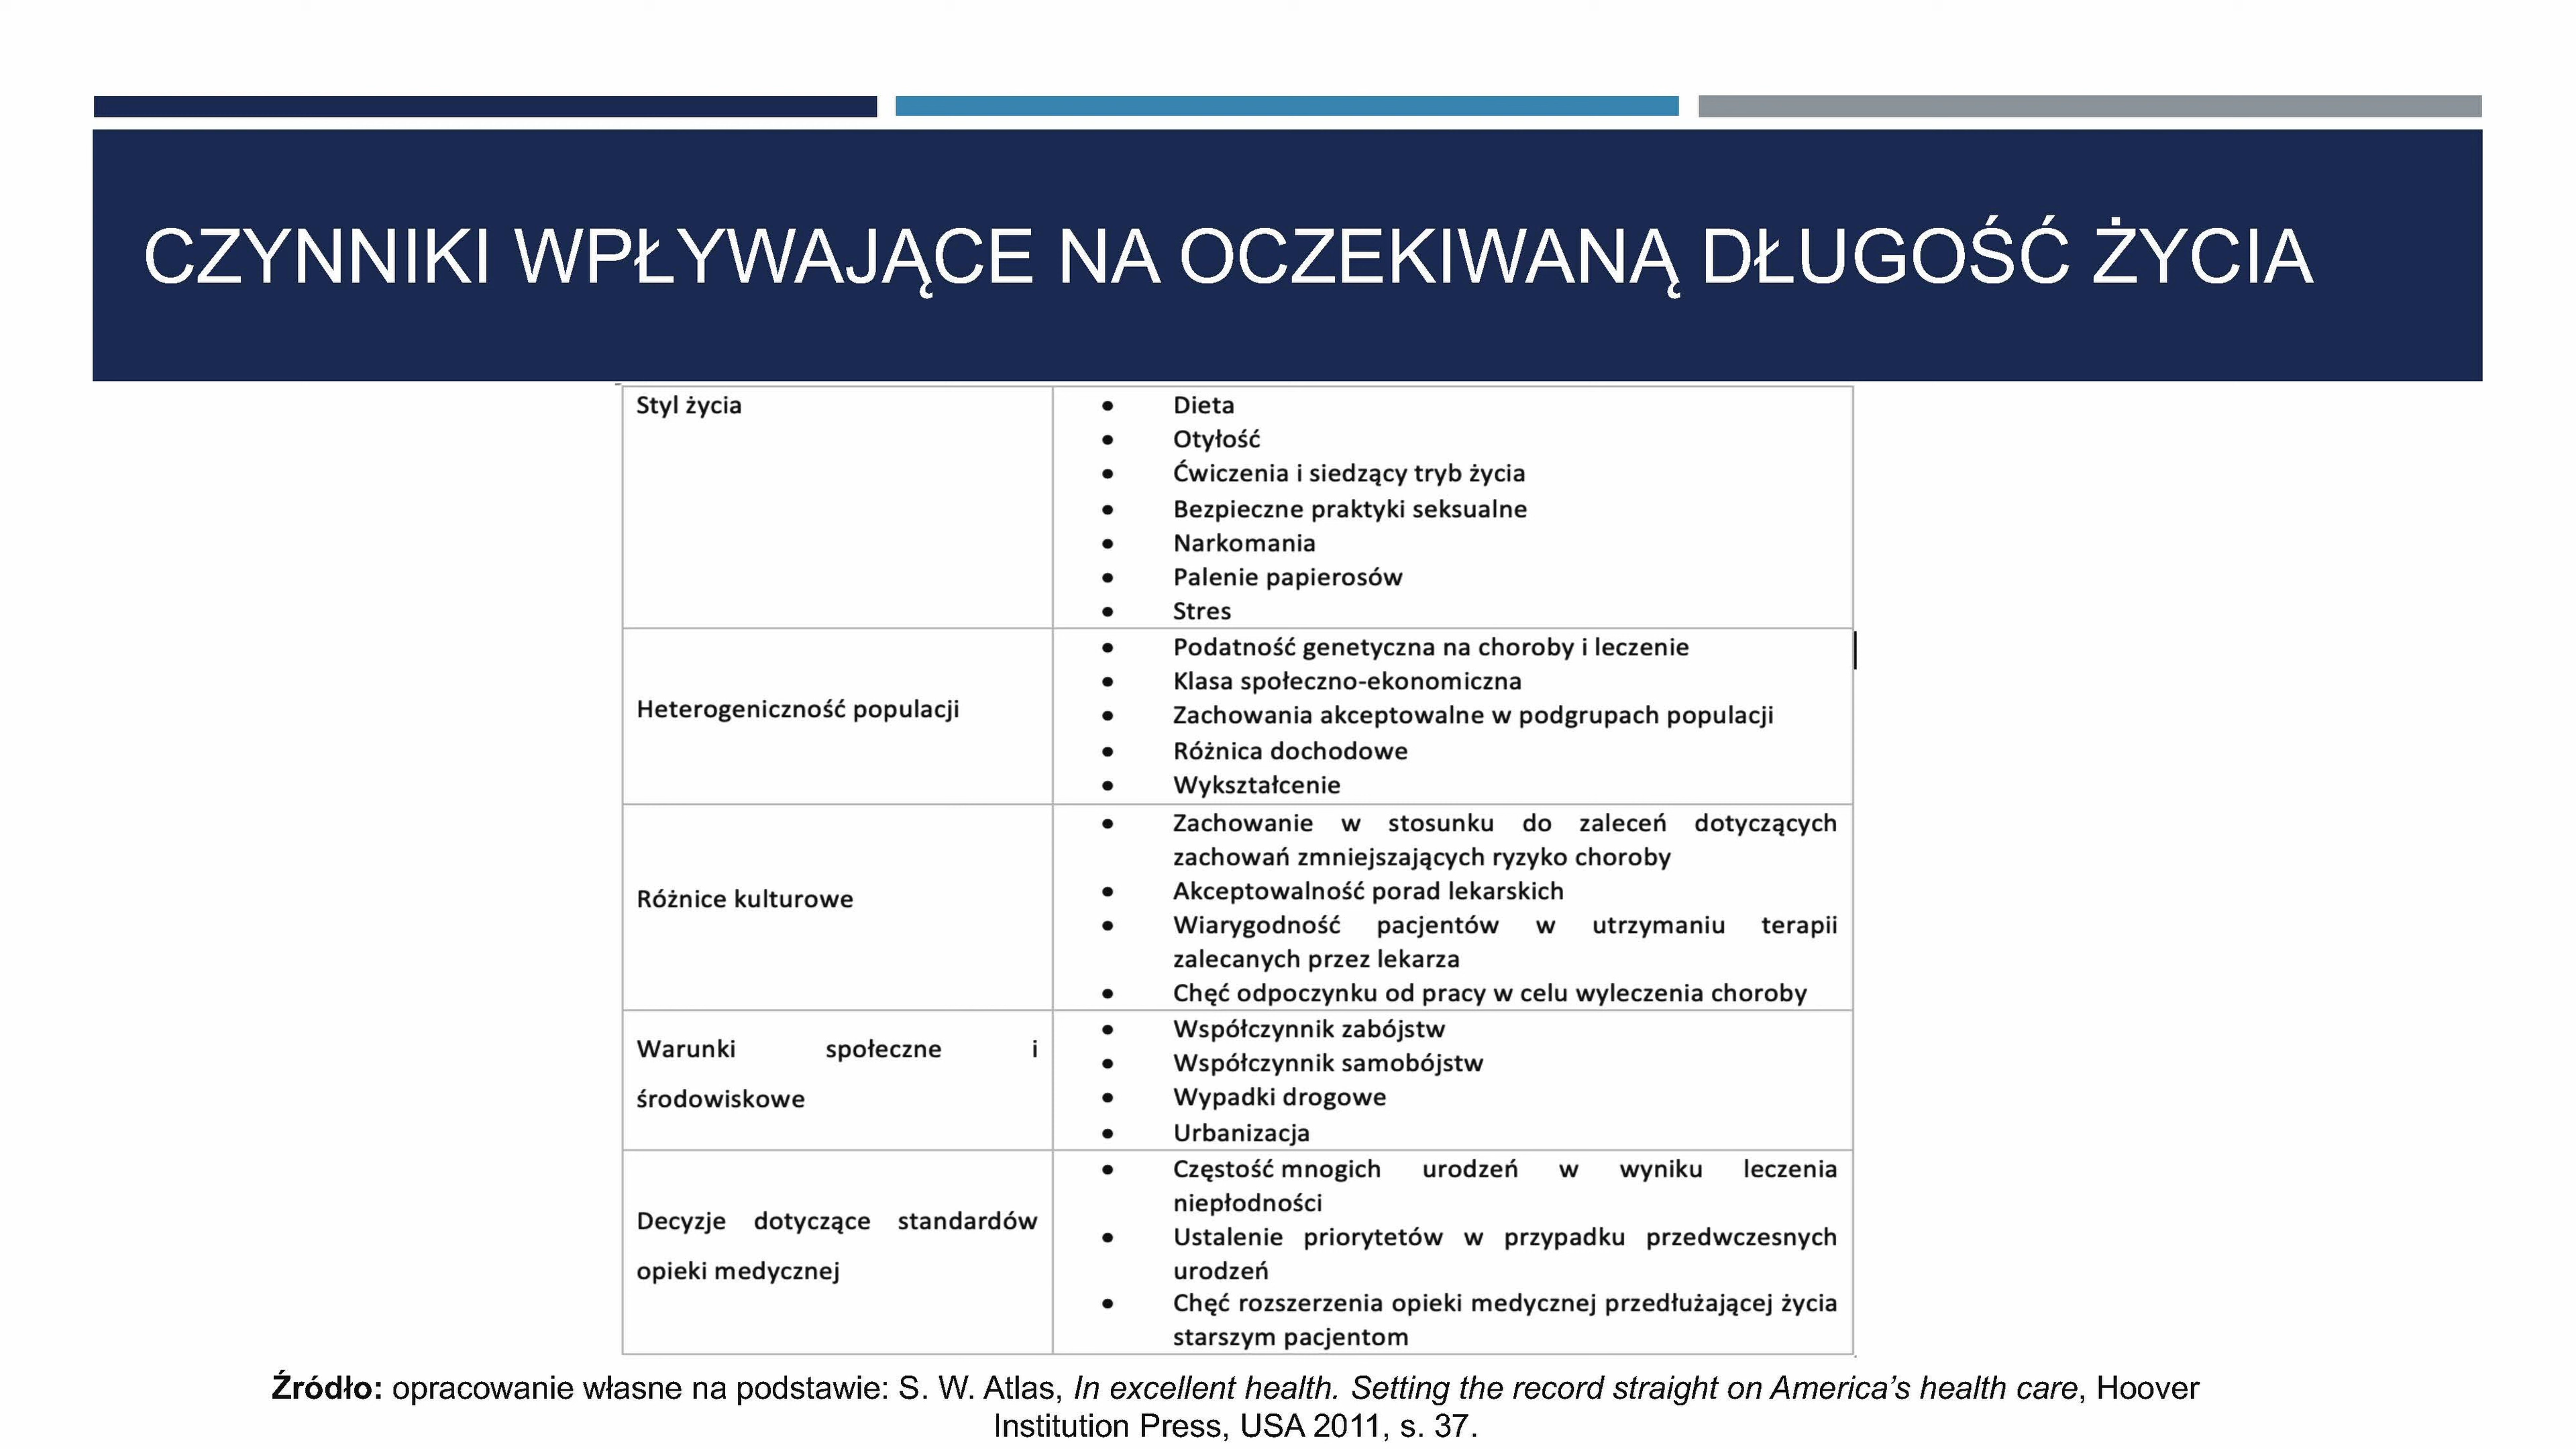 CZYNNIKI WPŁYWAJĄCE NA OCZEKIWANĄ DŁUGOŚĆ ŻYCIA
Styl życia
• Dieta
• Otyłość
• Ćwiczenia i siedzący tryb życia
• Bezpieczne praktyki seksualne
• Narkomania
• Palenie papierosów
• Stres
Heterogeniczność populacji
• Podatność genetyczna na choroby i leczenie
• Klasa społeczno-ekonomiczna
• Zachowania akceptowalne w podgrupach populacji
• Różnica dochodowe
• Wykształcenie
Różnice kulturowe
• Zachowanie w stosunku do zaleceń dotyczących
zachowań zmniejszających ryzyko choroby
• Akceptowalność porad lekarskich
• Wiarygodność pacjentów w utrzymaniu terapii
zalecanych przez lekarza
• Chęć odpoczynku od pracy w celu wyleczenia choroby
Warunki społeczne i
środowiskowe
• Współczynnik zabójstw
• Współczynnik samobójstw
• Wypadki drogowe
• Urbanizacja
Decyzje dotyczące standardów
opieki medycznej
• Częstość mnogich urodzeń w wyniku leczenia
niepłodności
• Ustalenie priorytetów w przypadku przedwczesnych
urodzeń
• Chęć rozszerzenia opieki medycznej przedłużającej życia
starszym pacjentom
Źródło: opracowanie własne na podstawie: S. W. Atlas, In excellent health. Setting the record straight on America's health care, Hoover
Institution Press, USA 2011, s. 37.